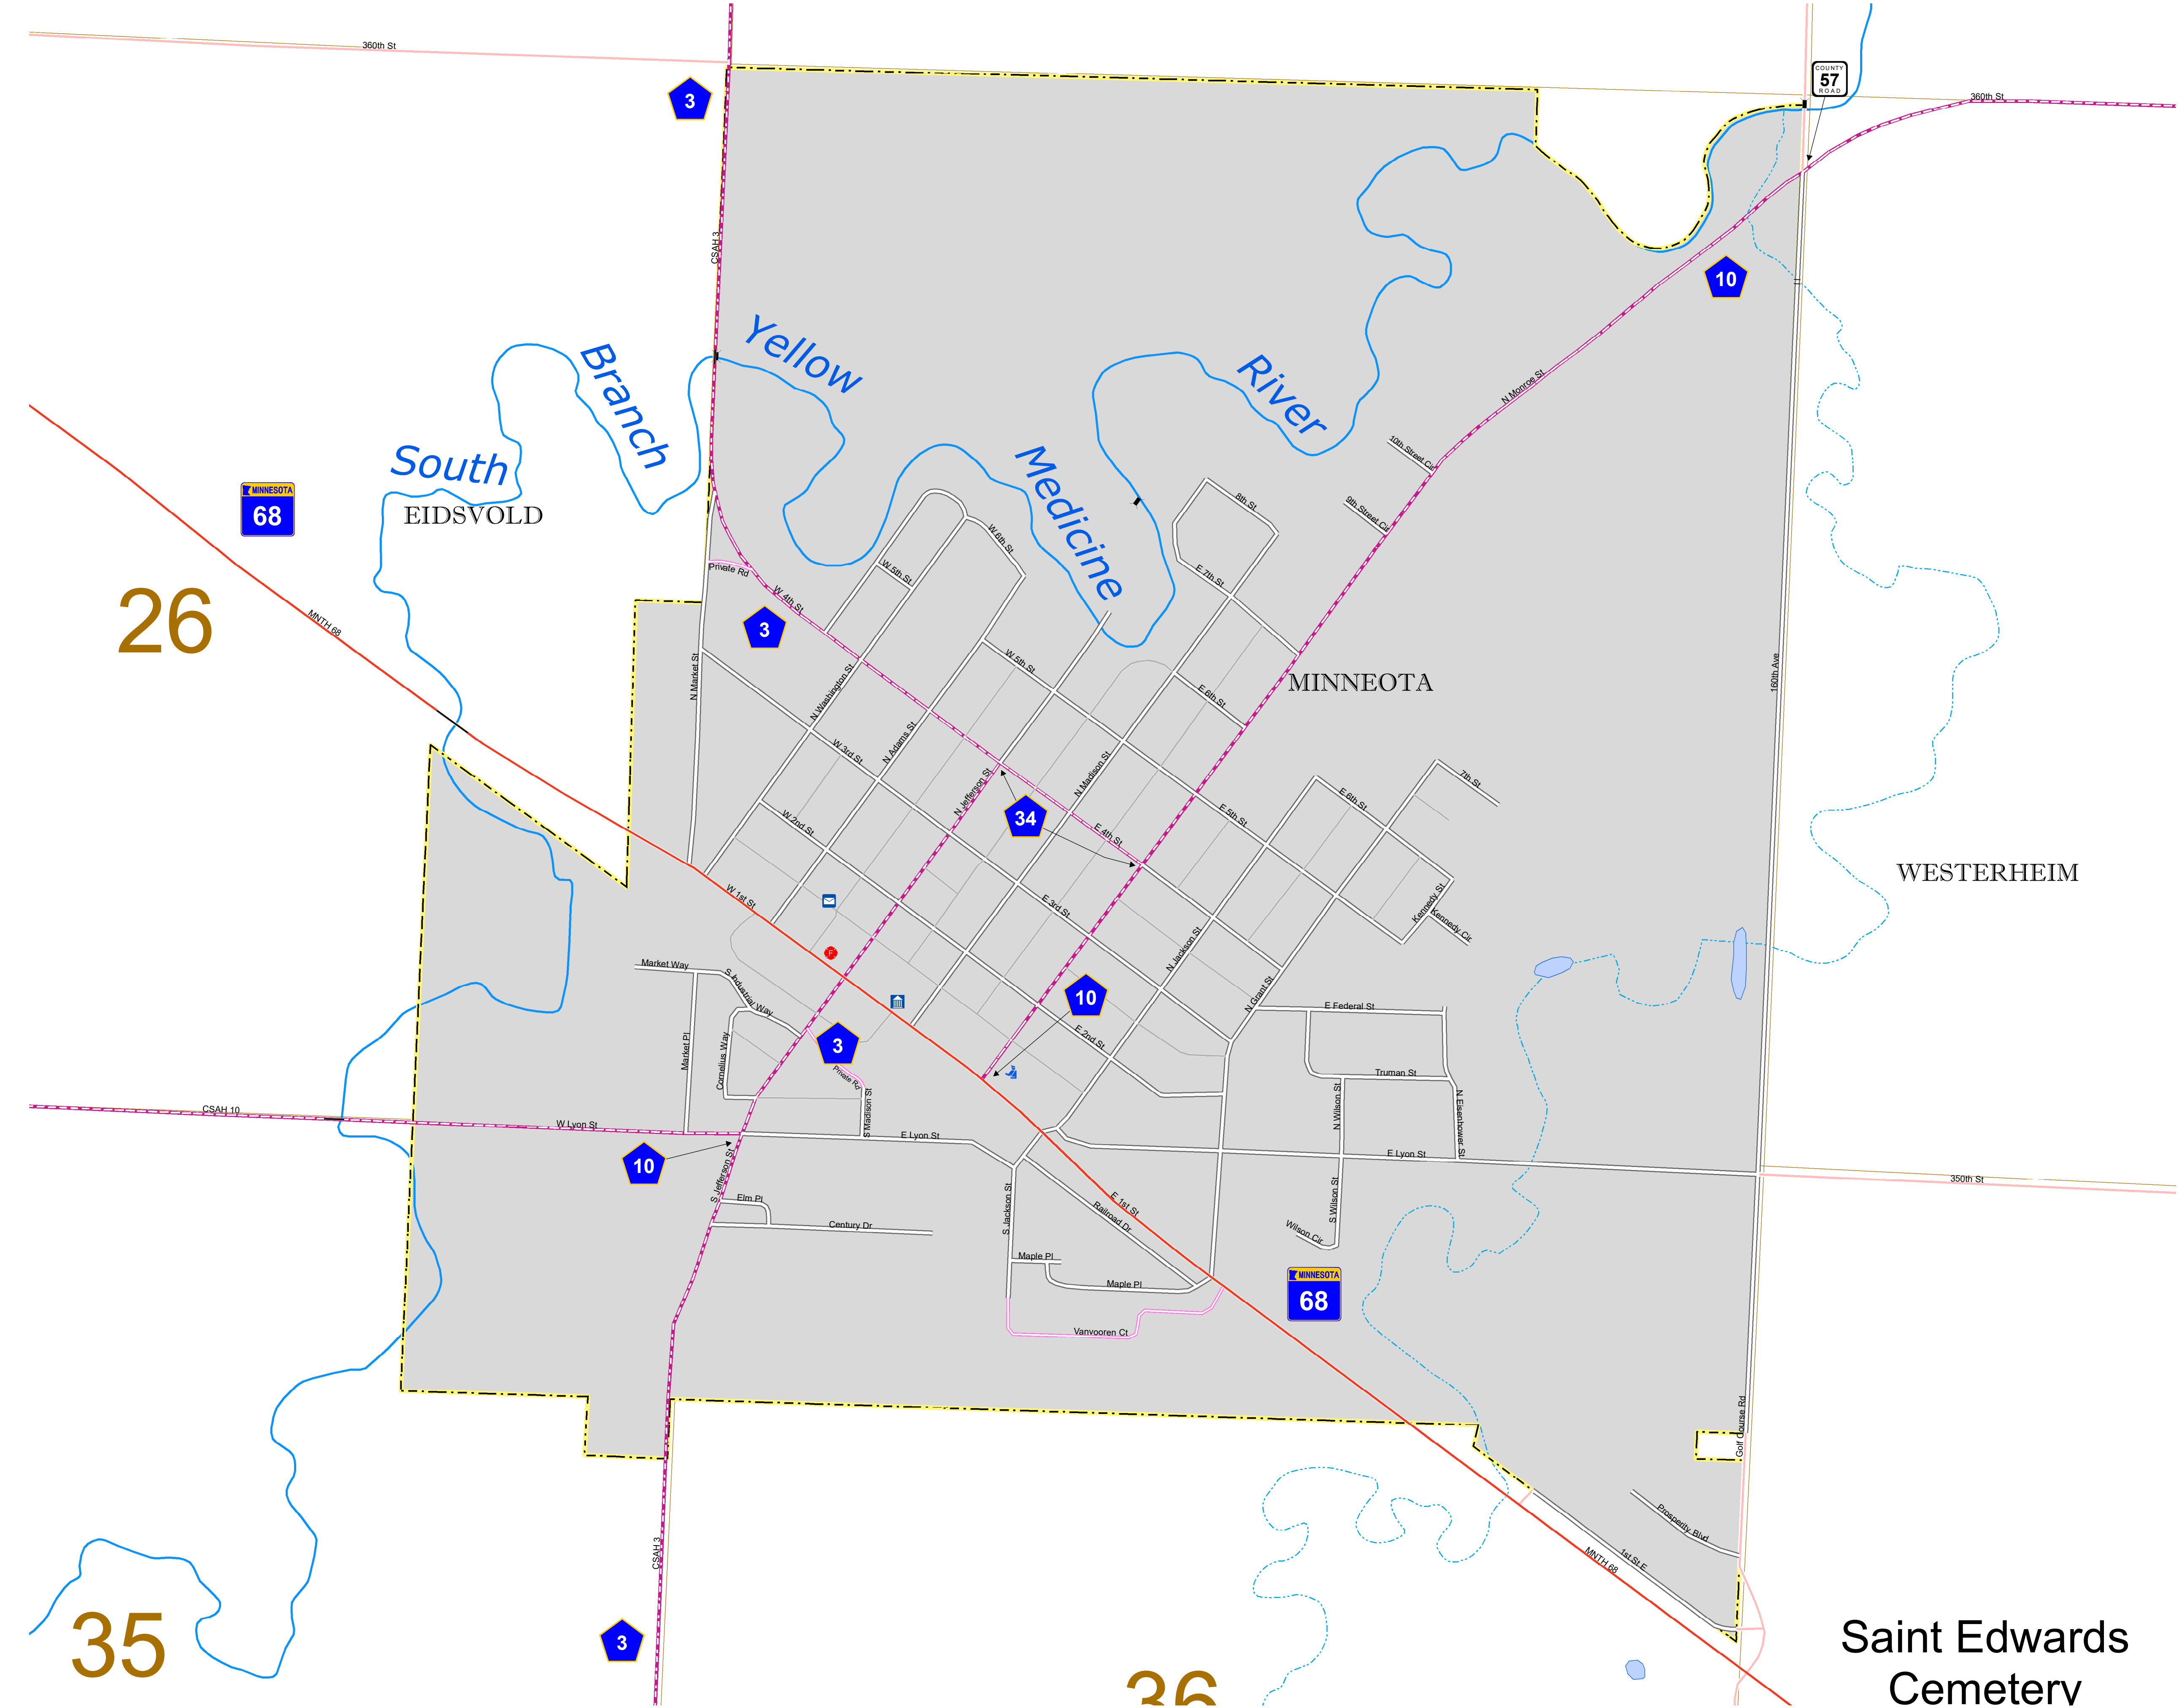 360th St
3
COUNTY
57
ROAD
360th St
CSAH 3
10
Yellow
Branch
River
N Monroe St
South
Medicine
10th Street Cir
MINNESOTA
68
EIDSVOLD
8th St
9th Street Cir
W 6th St
W 5th St
E 7th St
Private Rd
W 4th St
26
MNTH 68
3
W 5th St
N Market St
N Washington St
E 6th St
MINNEOTA
160th Ave
W 3rd St
N Adams St
N Jefferson St
N Madison St
7th St
E 6th St
34
W 2nd St
E 4th St
E 5th St
WESTERHEIM
W 1st St
E 3rd St
Kennedy St
Kennedy Cir
F
N Jackson St
Market Way
S Industrial Way
10
N Grant St
E Federal St
3
E 2nd St
Market Pl
Cornelius Way
Private Rd
Truman St
S Madison St
N Wilson St
N Eisenhower St
CSAH 10
W Lyon St
E Lyon St
E Lyon St
10
350th St
S Jefferson St
Elm Pl
Century Dr
S Jackson St
E 1st St
Railroad Dr
S Wilson St
Wilson Cir
Maple Pl
Maple Pl
MINNESOTA
68
Vanvooren Ct
Golf Course Rd
Prosperity Blvd
CSAH 3
1st St E
MNTH 68
35
3
36
Saint Edwards
Cemetery